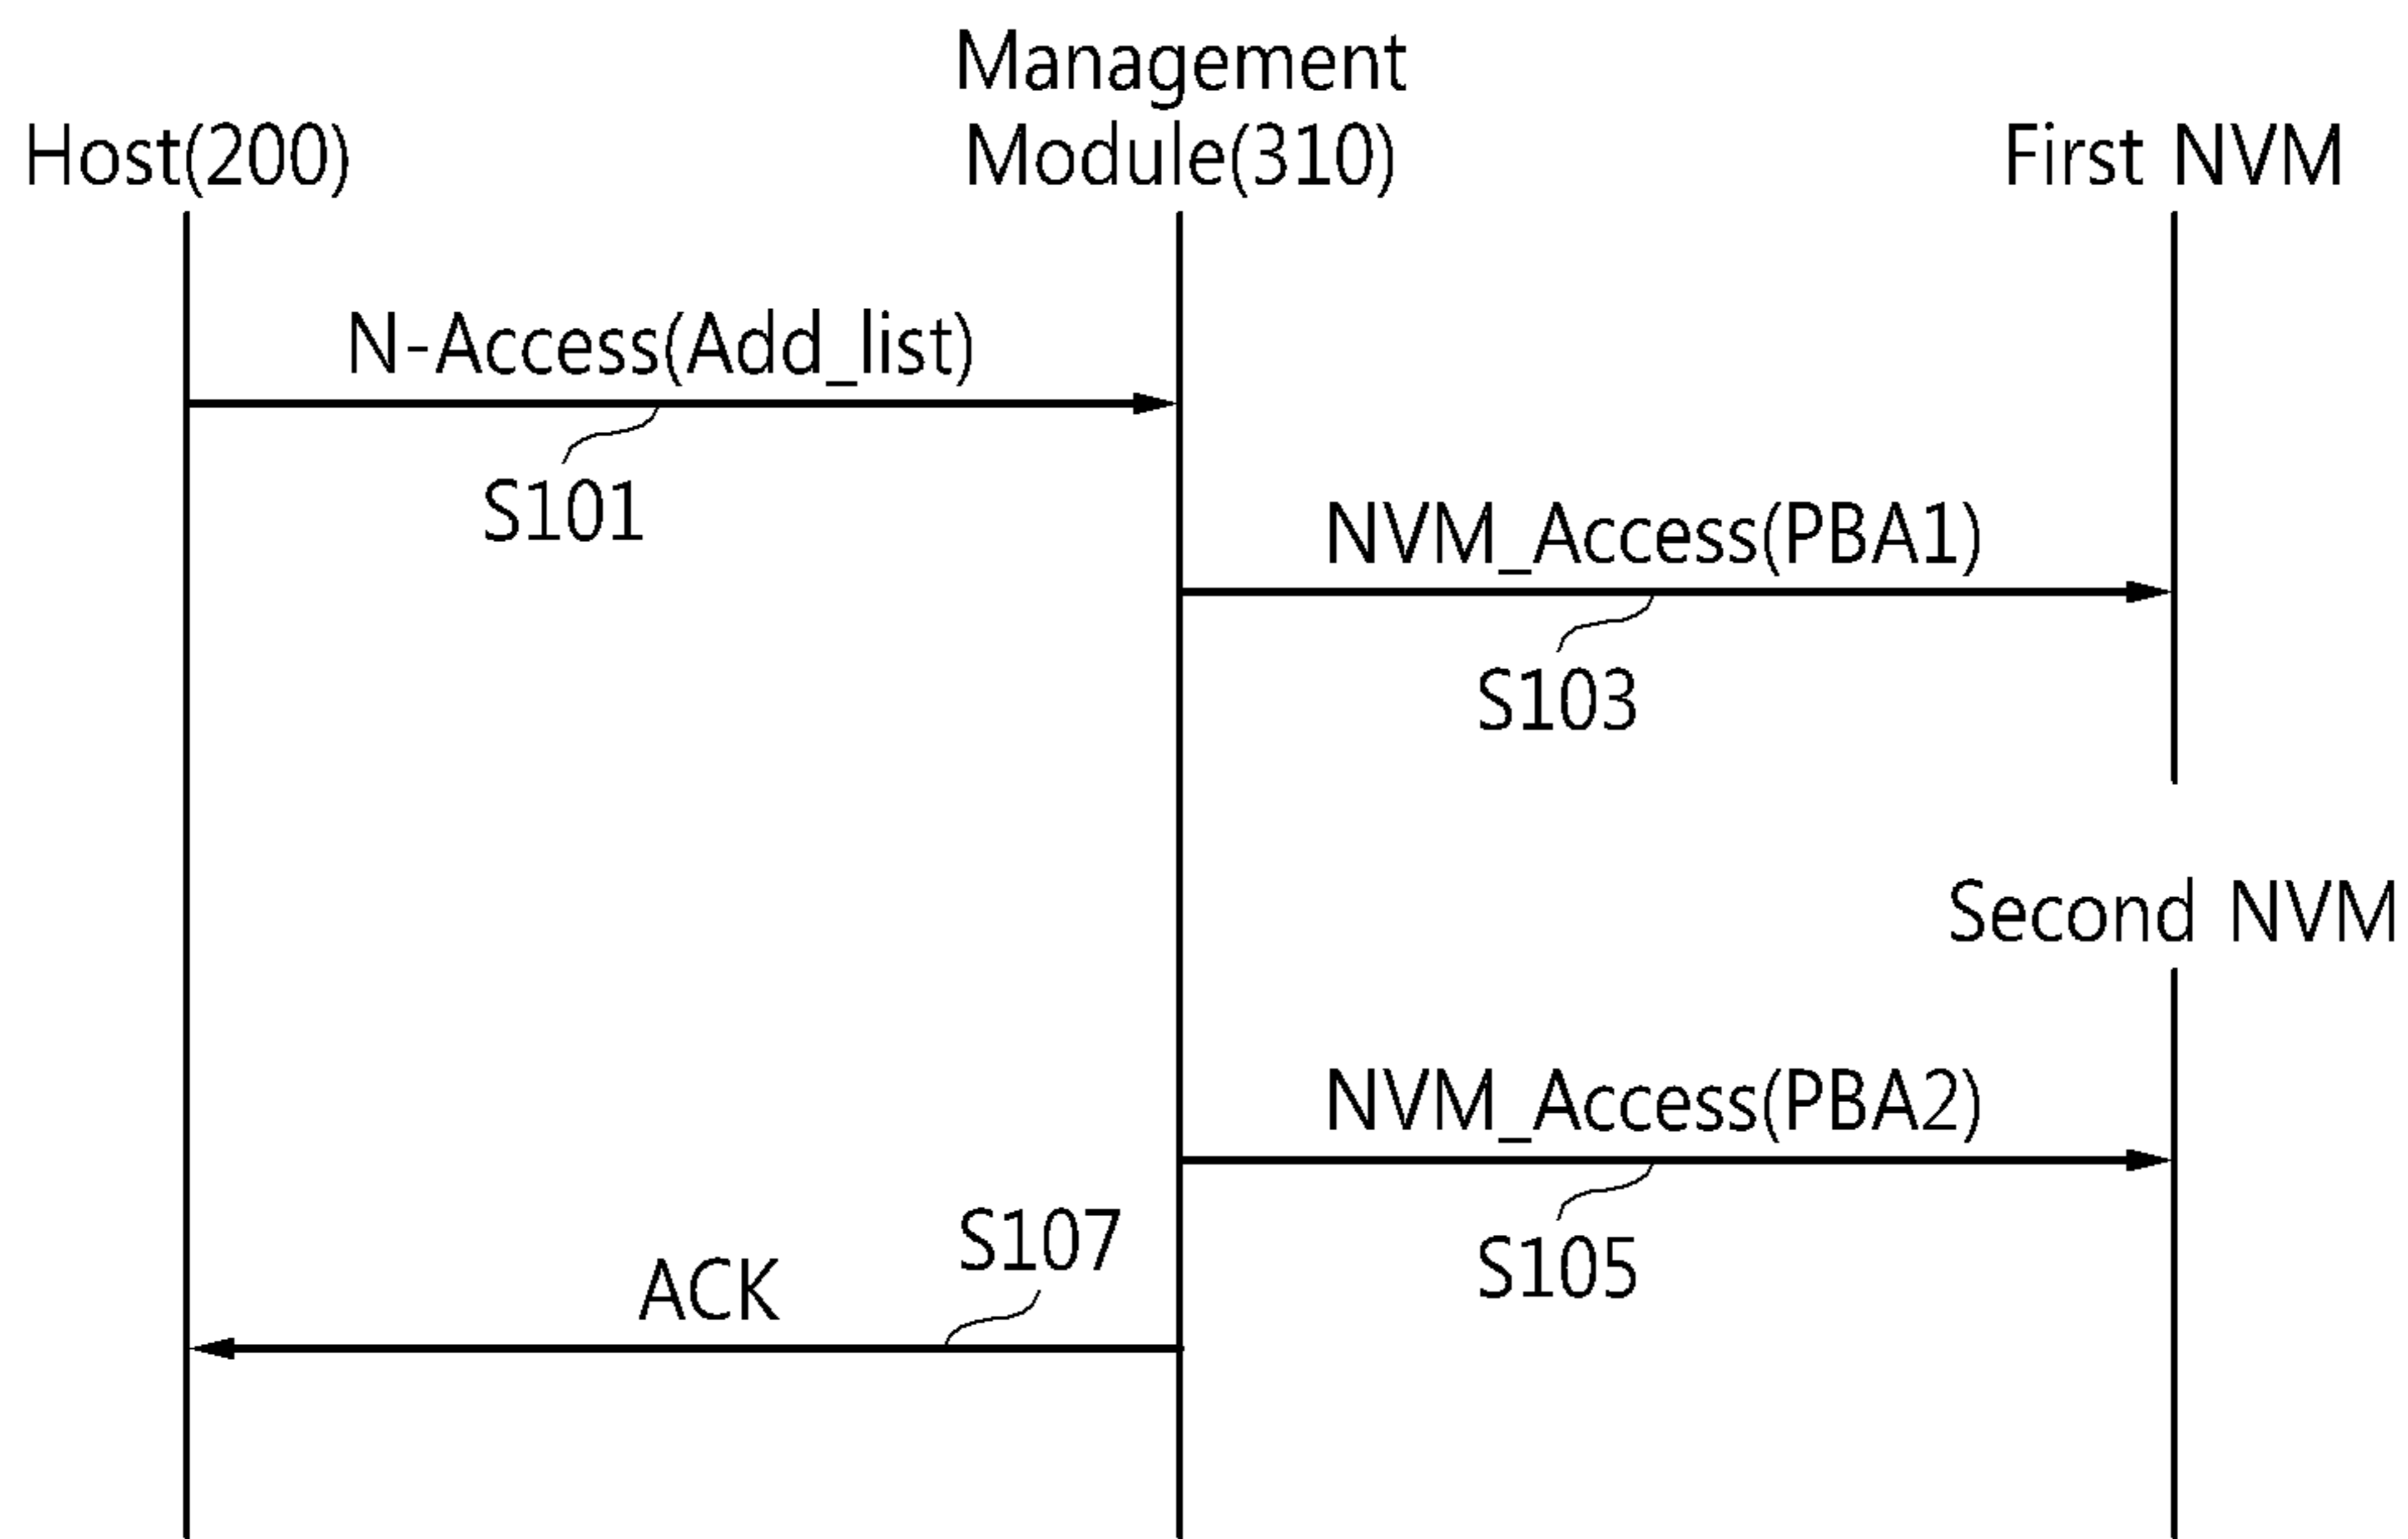 Management
Host(200)
Module(310)
First NVM
N-Access(Add_list)
S101
NVM_Access(PBA1)
S103
Second NVM
NVM_Access(PBA2)
S105
S107
ACK